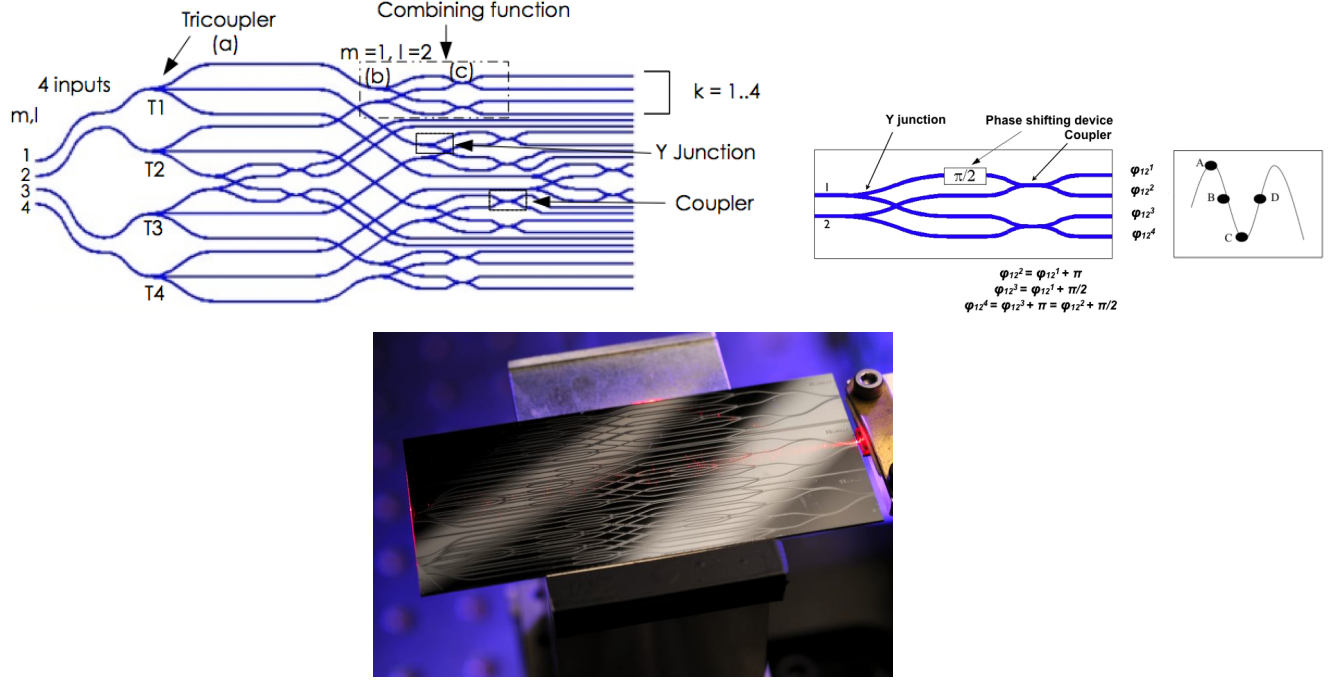 Combining function
Tricoupler
(a)
m =1, l =2
(b)
(c)
4 inputs
m,l
T1
k = 1..4
1
2
3
4
T2
Y Junction
T3
Coupler
T4
Y junction
Phase shifting device
Coupler
π/2
1
2
φ₁₂¹
φ₁₂²
φ₁₂³
φ₁₂⁴
A
B
D
C
φ₁₂² = φ₁₂¹ + π
φ₁₂³ = φ₁₂¹ + π/2
φ₁₂⁴ = φ₁₂³ + π = φ₁₂² + π/2